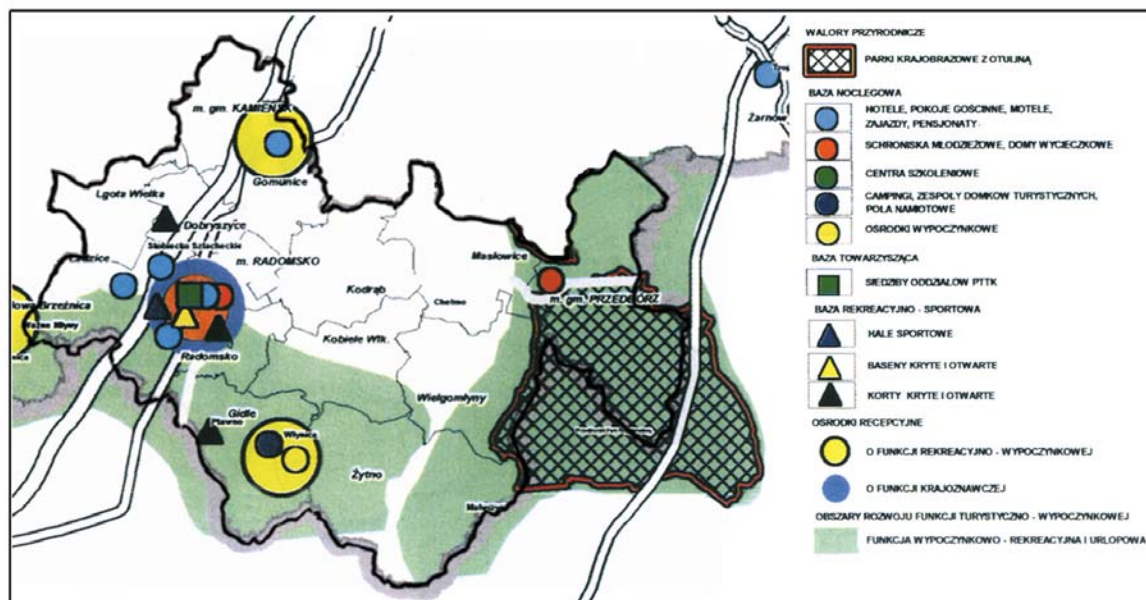 m. gm. KAMIEŃSK
Żarnów
Gomunice
Lgota Wielka
Dobryszyce
Stobiecko Szlacheckie
Ładzice
m. RADOMSKO
Masłowice
Kodrąb
Chełmo
m. gm. PRZEDBÓRZ
Kobiele Wlk.
Radomsko
Wielgomłyny
Gidle
Pławno
Żytno
WALORY PRZYRODNICZE
PARKI KRAJOBRAZOWE Z OTULINĄ
BAZA NOCLEGOWA
HOTELE, POKOJE GOŚCINNE, MOTELE,
ZAJAZDY, PENSJONATY
SCHRONISKA MŁODZIEŻOWE, DOMY WYCIECZKOWE
CENTRA SZKOLENIOWE
CAMPINGI, ZESPOŁY DOMKÓW TURYSTYCZNYCH,
POLA NAMIOTOWE
OŚRODKI WYPOCZYNKOWE
BAZA TOWARZYSZĄCA
SIEDZIBY ODDZIAŁÓW PTTK
BAZA REKREACYJNO - SPORTOWA
HALE SPORTOWE
BASENY KRYTE I OTWARTE
KORTY KRYTE I OTWARTE
OŚRODKI RECEPCYJNE
O FUNKCJI REKREACYJNO - WYPOCZYNKOWEJ
O FUNKCJI KRAJOZNAWCZEJ
OBSZARY ROZWOJU FUNKCJI TURYSTYCZNO - WYPOCZYNKOWEJ
FUNKCJA WYPOCZYNKOWO - REKREACYJNA I URLOPOWA